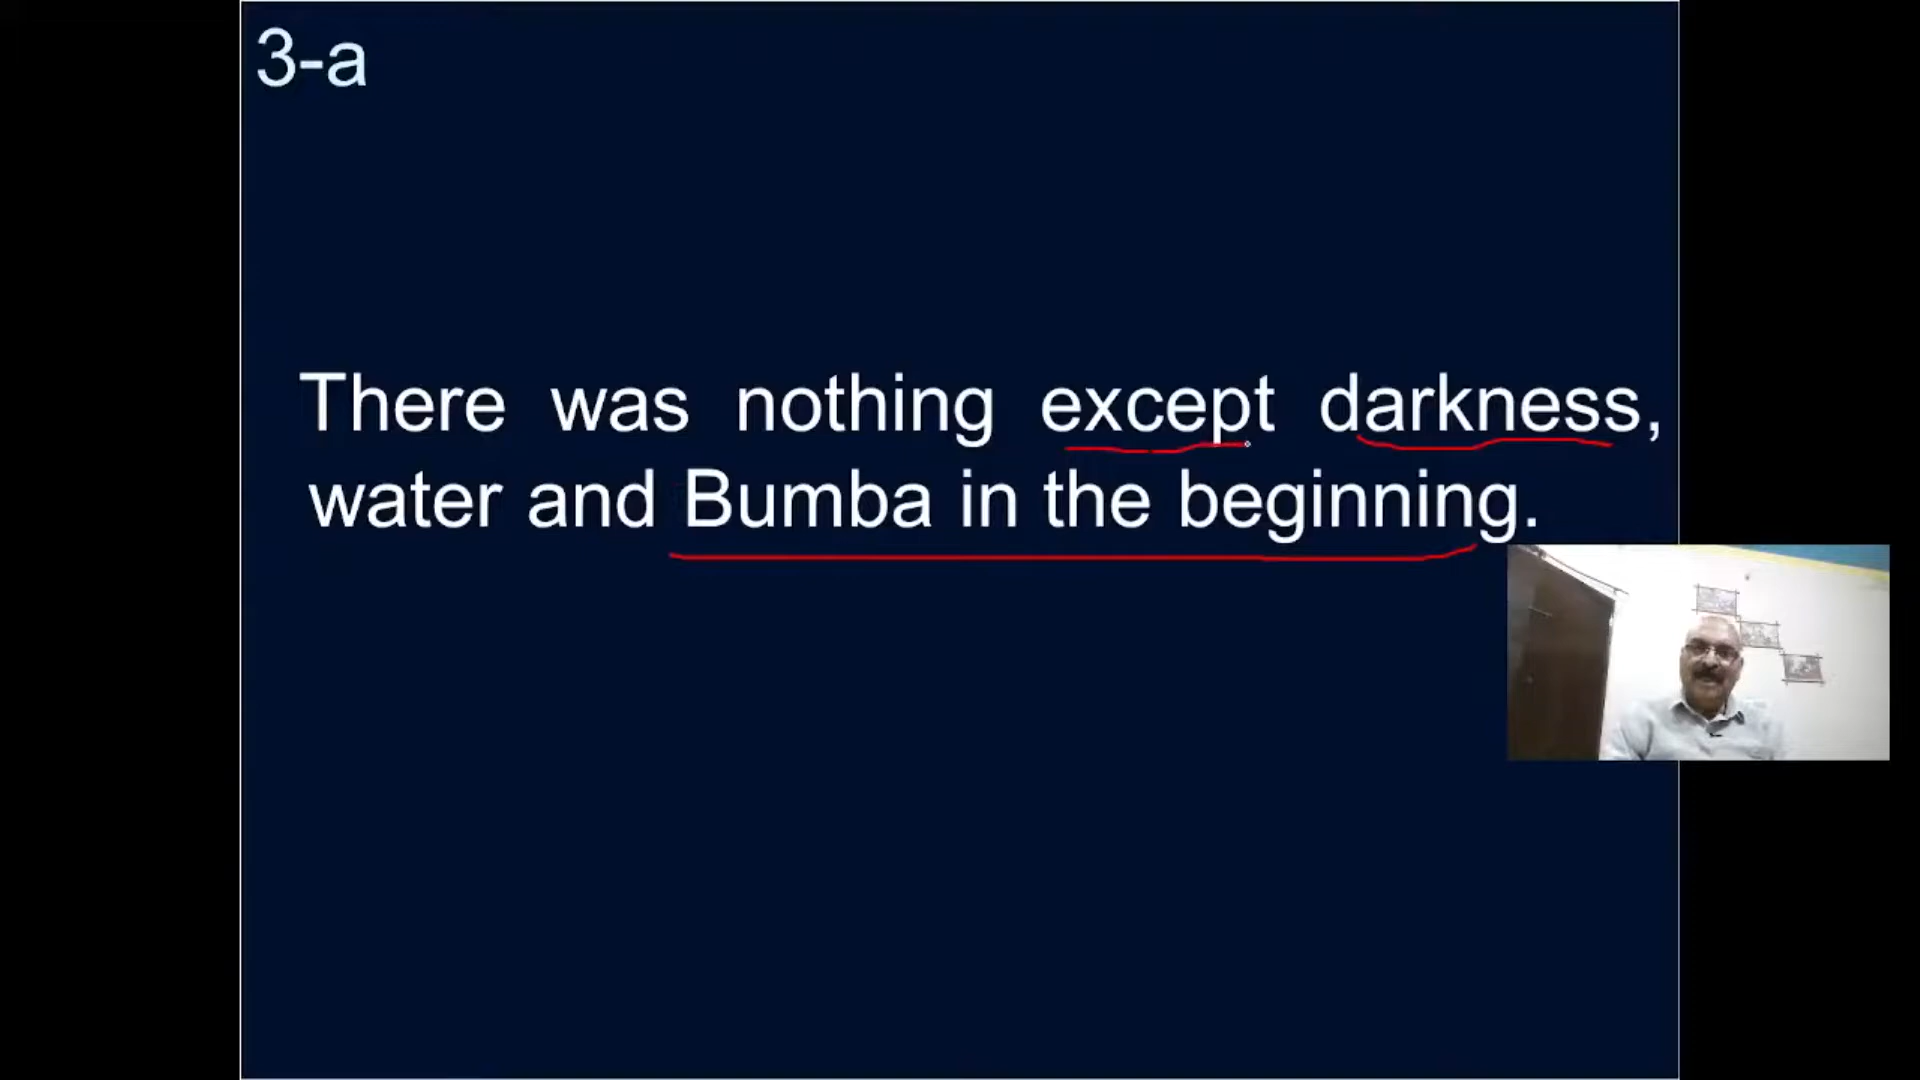 3-a
There was nothing except darkness,
water and Bumba in the beginning.